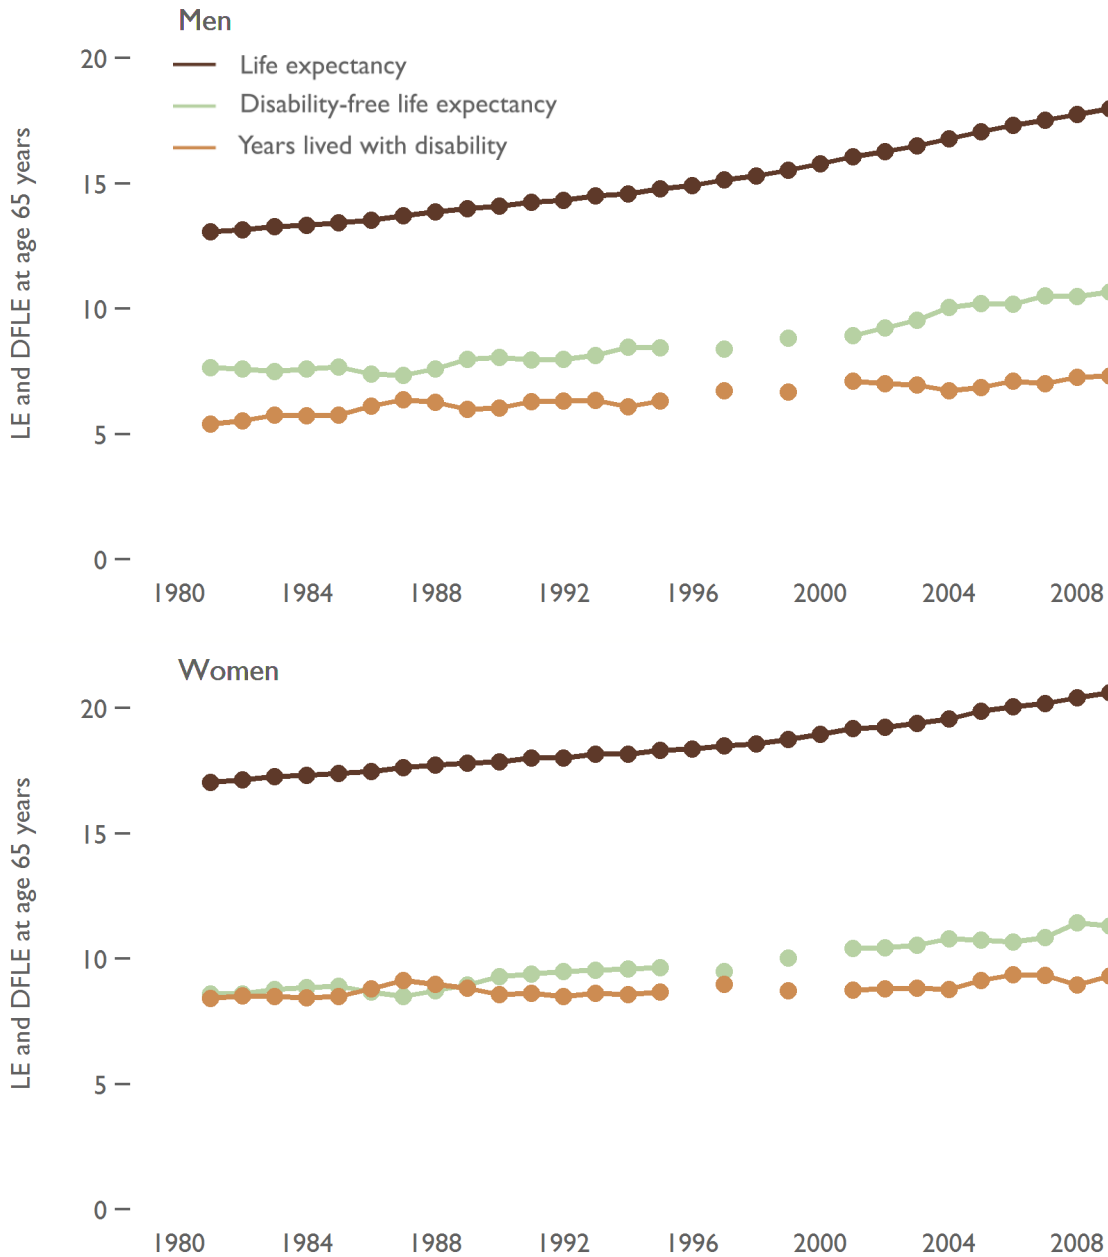 Men
20
Life expectancy
Disability-free life expectancy
Years lived with disability
15
10
5
0
LE and DFLE at age 65 years
1980 1984 1988 1992 1996 2000 2004 2008
Women
20
15
10
5
0
LE and DFLE at age 65 years
1980 1984 1988 1992 1996 2000 2004 2008